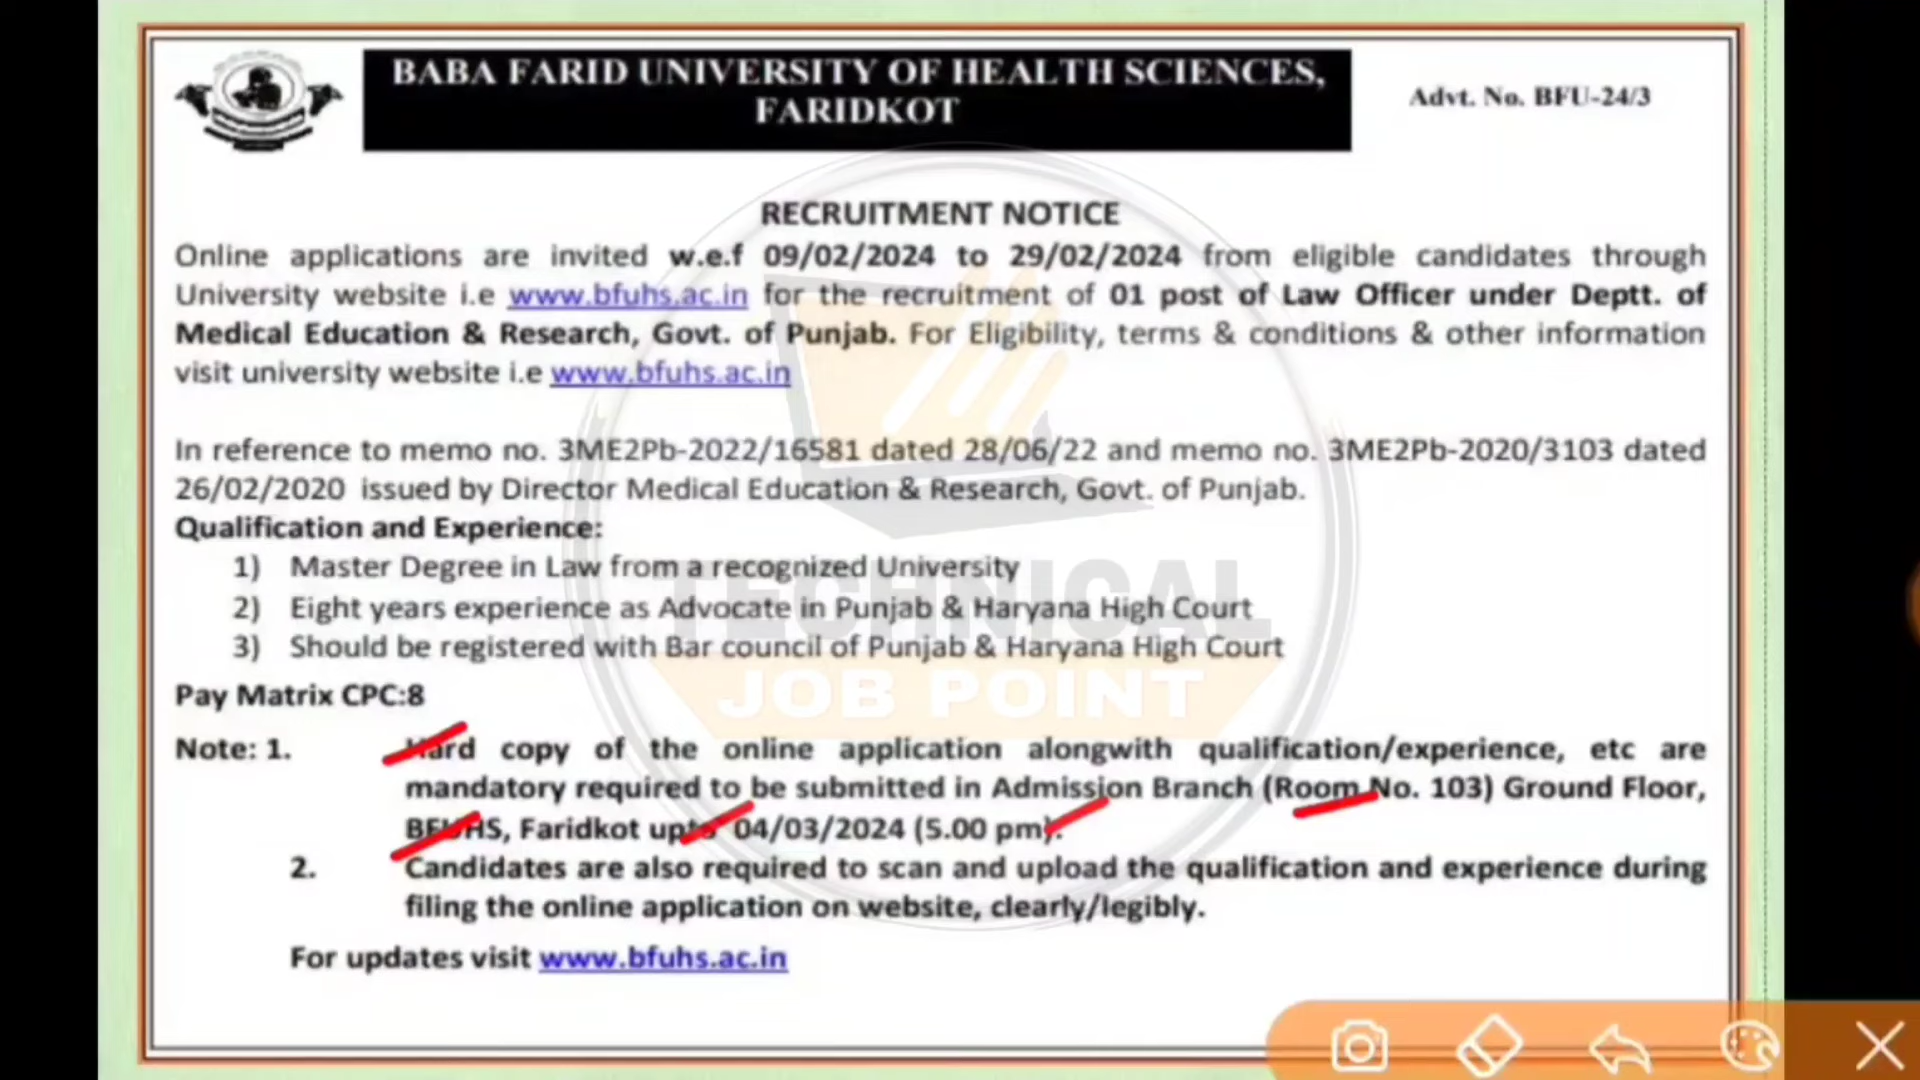 BABA FARID UNIVERSITY OF HEALTH SCIENCES,
FARIDKOT
Advt. No. BFU-24/3
RECRUITMENT NOTICE
Online applications are invited w.e.f 09/02/2024 to 29/02/2024 from eligible candidates through
University website i.e www.bfuhs.ac.in for the recruitment of 01 post of Law Officer under Deptt. of
Medical Education & Research, Govt. of Punjab. For Eligibility, terms & conditions & other information
visit university website i.e www.bfuhs.ac.in
In reference to memo no. 3ME2Pb-2022/16581 dated 28/06/22 and memo no. 3ME2Pb-2020/3103 dated
26/02/2020 issued by Director Medical Education & Research, Govt. of Punjab.
Qualification and Experience:
1) Master Degree in Law from a recognized University
2) Eight years experience as Advocate in Punjab & Haryana High Court
3) Should be registered with Bar council of Punjab & Haryana High Court
TECHNICAL
JOB POINT
Pay Matrix CPC:8
Note: 1. Hard copy of the online application alongwith qualification/experience, etc are
mandatory required to be submitted in Admission Branch (Room No. 103) Ground Floor,
BFUHS, Faridkot upto 04/03/2024 (5.00 pm).
2. Candidates are also required to scan and upload the qualification and experience during
filing the online application on website, clearly/legibly.
For updates visit www.bfuhs.ac.in